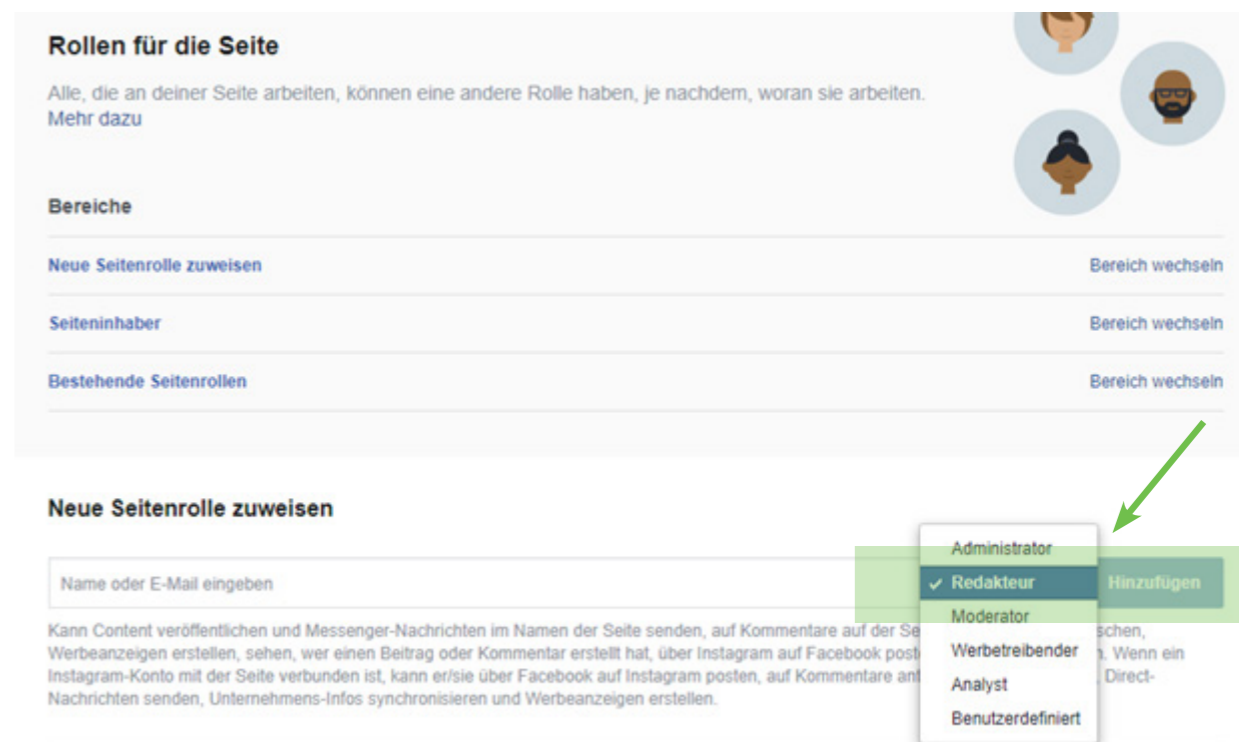 Rollen für die Seite
Alle, die an deiner Seite arbeiten, können eine andere Rolle haben, je nachdem, woran sie arbeiten.
Mehr dazu
Bereiche
Neue Seitenrolle zuweisen Bereich wechseln
Seiteninhaber Bereich wechseln
Bestehende Seitenrollen Bereich wechseln
Neue Seitenrolle zuweisen
Administrator
Name oder E-Mail eingeben ✓ Redakteur Hinzufügen
Moderator
Werbetreibender
Analyst
Benutzerdefiniert
Kann Content veröffentlichen und Messenger-Nachrichten im Namen der Seite senden, auf Kommentare auf der Se schen,
Werbeanzeigen erstellen, sehen, wer einen Beitrag oder Kommentar erstellt hat, über Instagram auf Facebook post n. Wenn ein
Instagram-Konto mit der Seite verbunden ist, kann er/sie über Facebook auf Instagram posten, auf Kommentare ant , Direct-
Nachrichten senden, Unternehmens-Infos synchronisieren und Werbeanzeigen erstellen.